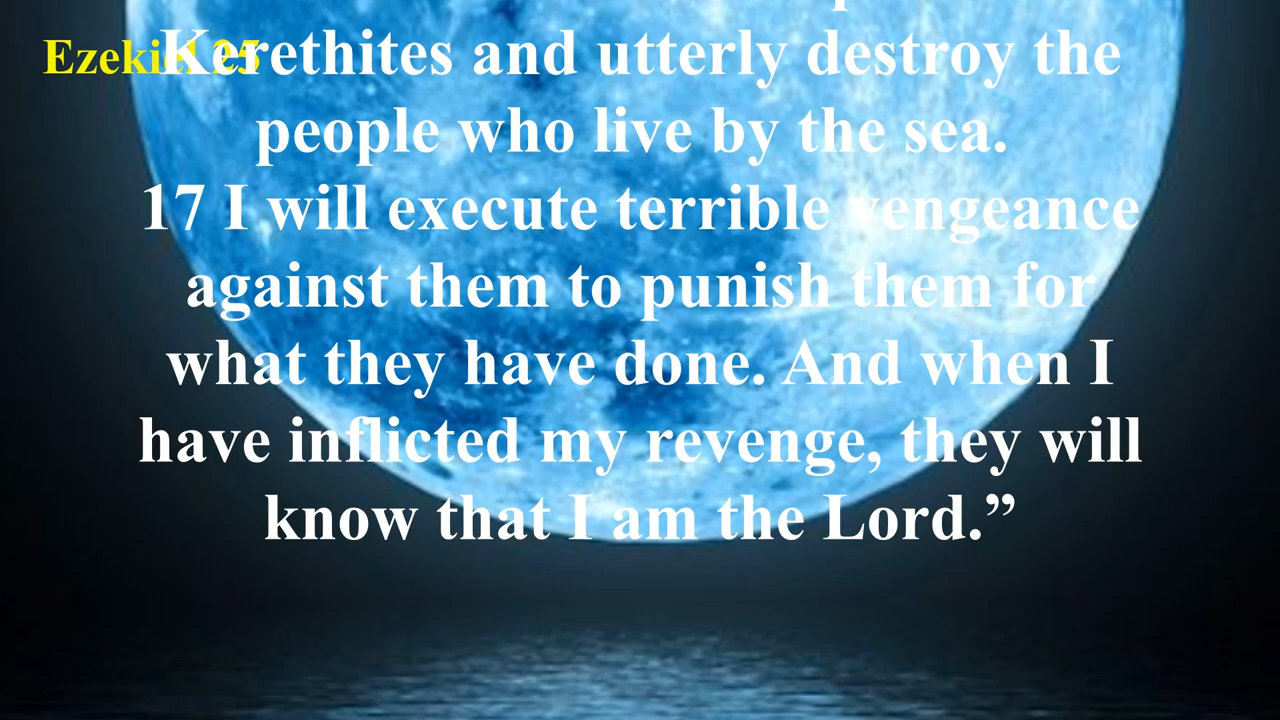 Ezekiel 25
Kerethites and utterly destroy the
people who live by the sea.
17 I will execute terrible vengeance
against them to punish them for
what they have done. And when I
have inflicted my revenge, they will
know that I am the Lord.”